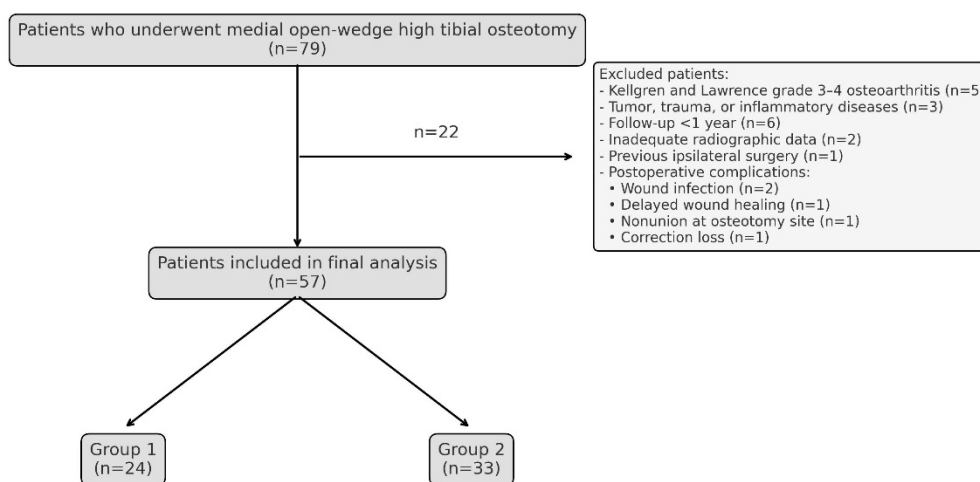 Patients who underwent medial open-wedge high tibial osteotomy
(n=79)
Excluded patients:
- Kellgren and Lawrence grade 3–4 osteoarthritis (n=5
- Tumor, trauma, or inflammatory diseases (n=3)
- Follow-up <1 year (n=6)
- Inadequate radiographic data (n=2)
- Previous ipsilateral surgery (n=1)
- Postoperative complications:
• Wound infection (n=2)
• Delayed wound healing (n=1)
• Nonunion at osteotomy site (n=1)
• Correction loss (n=1)
n=22
Patients included in final analysis
(n=57)
Group 1
(n=24)
Group 2
(n=33)